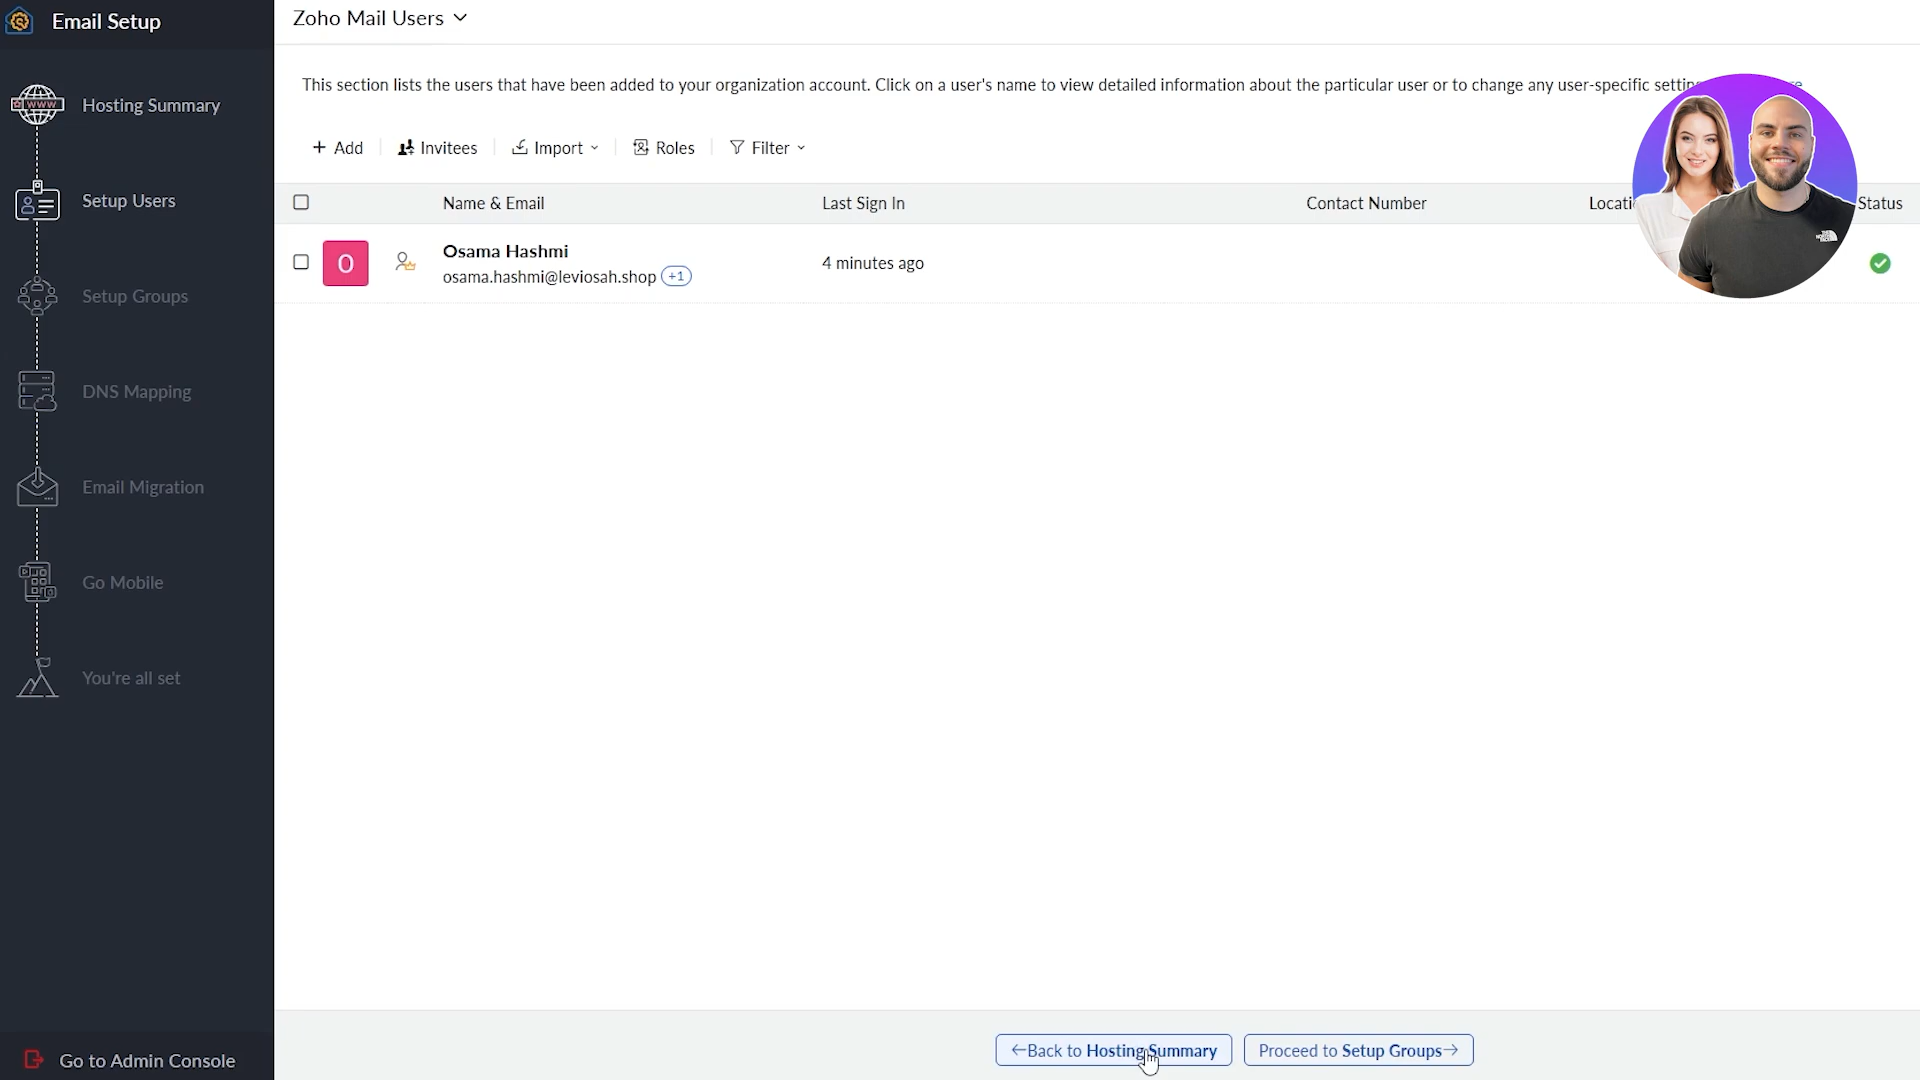 Email Setup
Zoho Mail Users
Hosting Summary
Setup Users
Setup Groups
DNS Mapping
Email Migration
Go Mobile
You're all set
Go to Admin Console
This section lists the users that have been added to your organization account. Click on a user's name to view detailed information about the particular user or to change any user-specific
+ Add
Invitees
Import
Roles
Filter
Name & Email
Last Sign In
Contact Number
Status
O
Osama Hashmi
osama.hashmi@leviosah.shop +1
4 minutes ago
←Back to Hosting Summary
Proceed to Setup Groups→
WWW